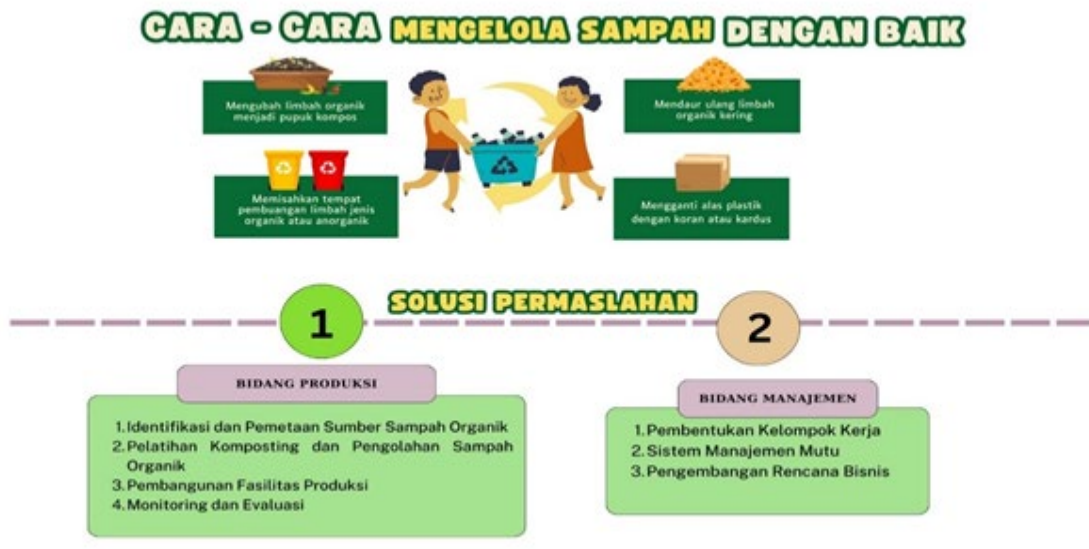 CARA - CARA MENGELOLA SAMPAH DENGAN BAIK
Mengubah limbah organik
menjadi pupuk kompos
Mendaur ulang limbah
organik kering
Memisahkan tempat
pembuangan limbah jenis
organik atau anorganik
Mengganti alas plastik
dengan koran atau kardus
SOLUSI PERMASLAHAN
1
BIDANG PRODUKSI
1. Identifikasi dan Pemetaan Sumber Sampah Organik
2. Pelatihan Komposting dan Pengolahan Sampah
Organik
3. Pembangunan Fasilitas Produksi
4. Monitoring dan Evaluasi
2
BIDANG MANAJEMEN
1. Pembentukan Kelompok Kerja
2. Sistem Manajemen Mutu
3. Pengembangan Rencana Bisnis